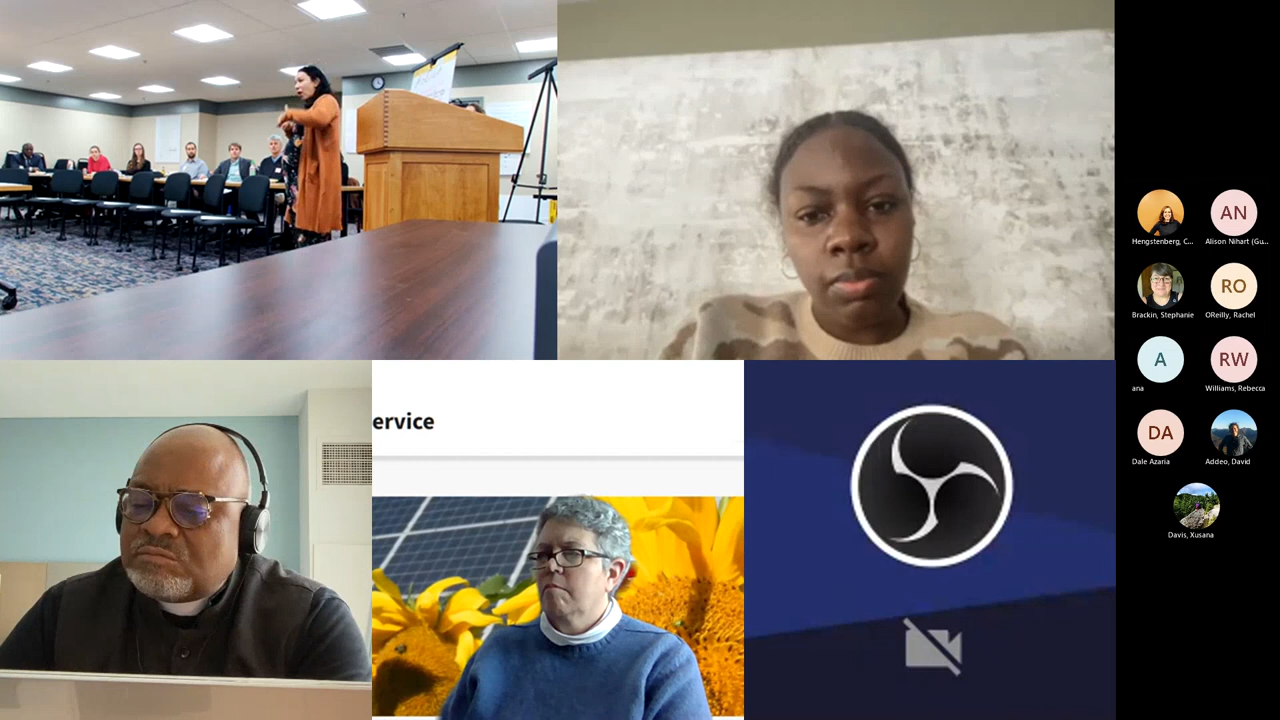 ervice
Hengstenberg, C...
AN
Alison Nihart (Gu...
Brackin, Stephanie
RO
OReilly, Rachel
A
ana
RW
Williams, Rebecca
DA
Dale Azaria
Addeo, David
Davis, Xusana